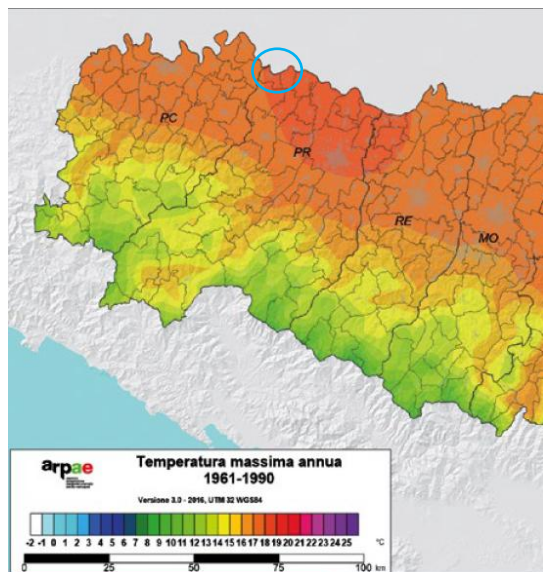 PC
PR
RE
MO
arpae
Temperatura massima annua
1961-1990
Versione 3.0 - 2016, UTM 32 WGS84
-2 -1 0 1 2 3 4 5 6 7 8 9 10 11 12 13 14 15 16 17 18 19 20 21 22 23 24 25 °C
0 25 50 75 100 km